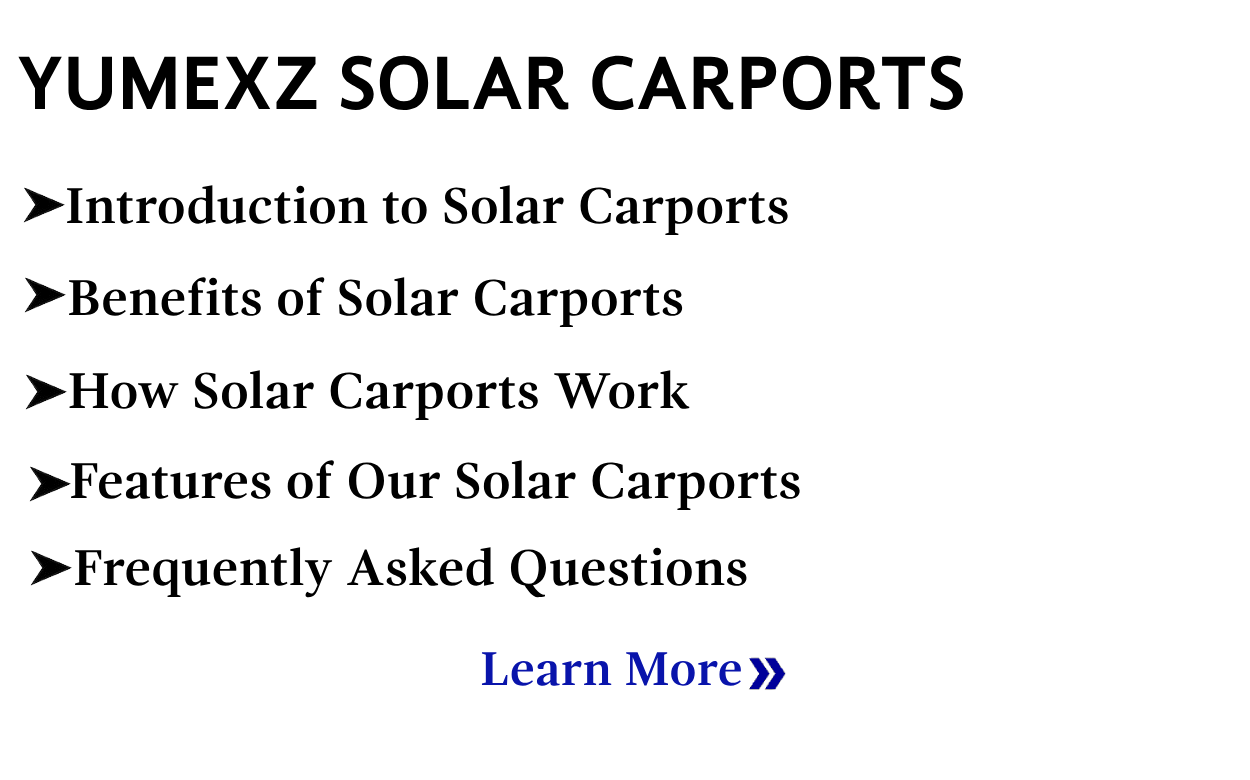 YUMEXZ SOLAR CARPORTS
➤Introduction to Solar Carports
➤Benefits of Solar Carports
➤How Solar Carports Work
➤Features of Our Solar Carports
➤Frequently Asked Questions
Learn More»